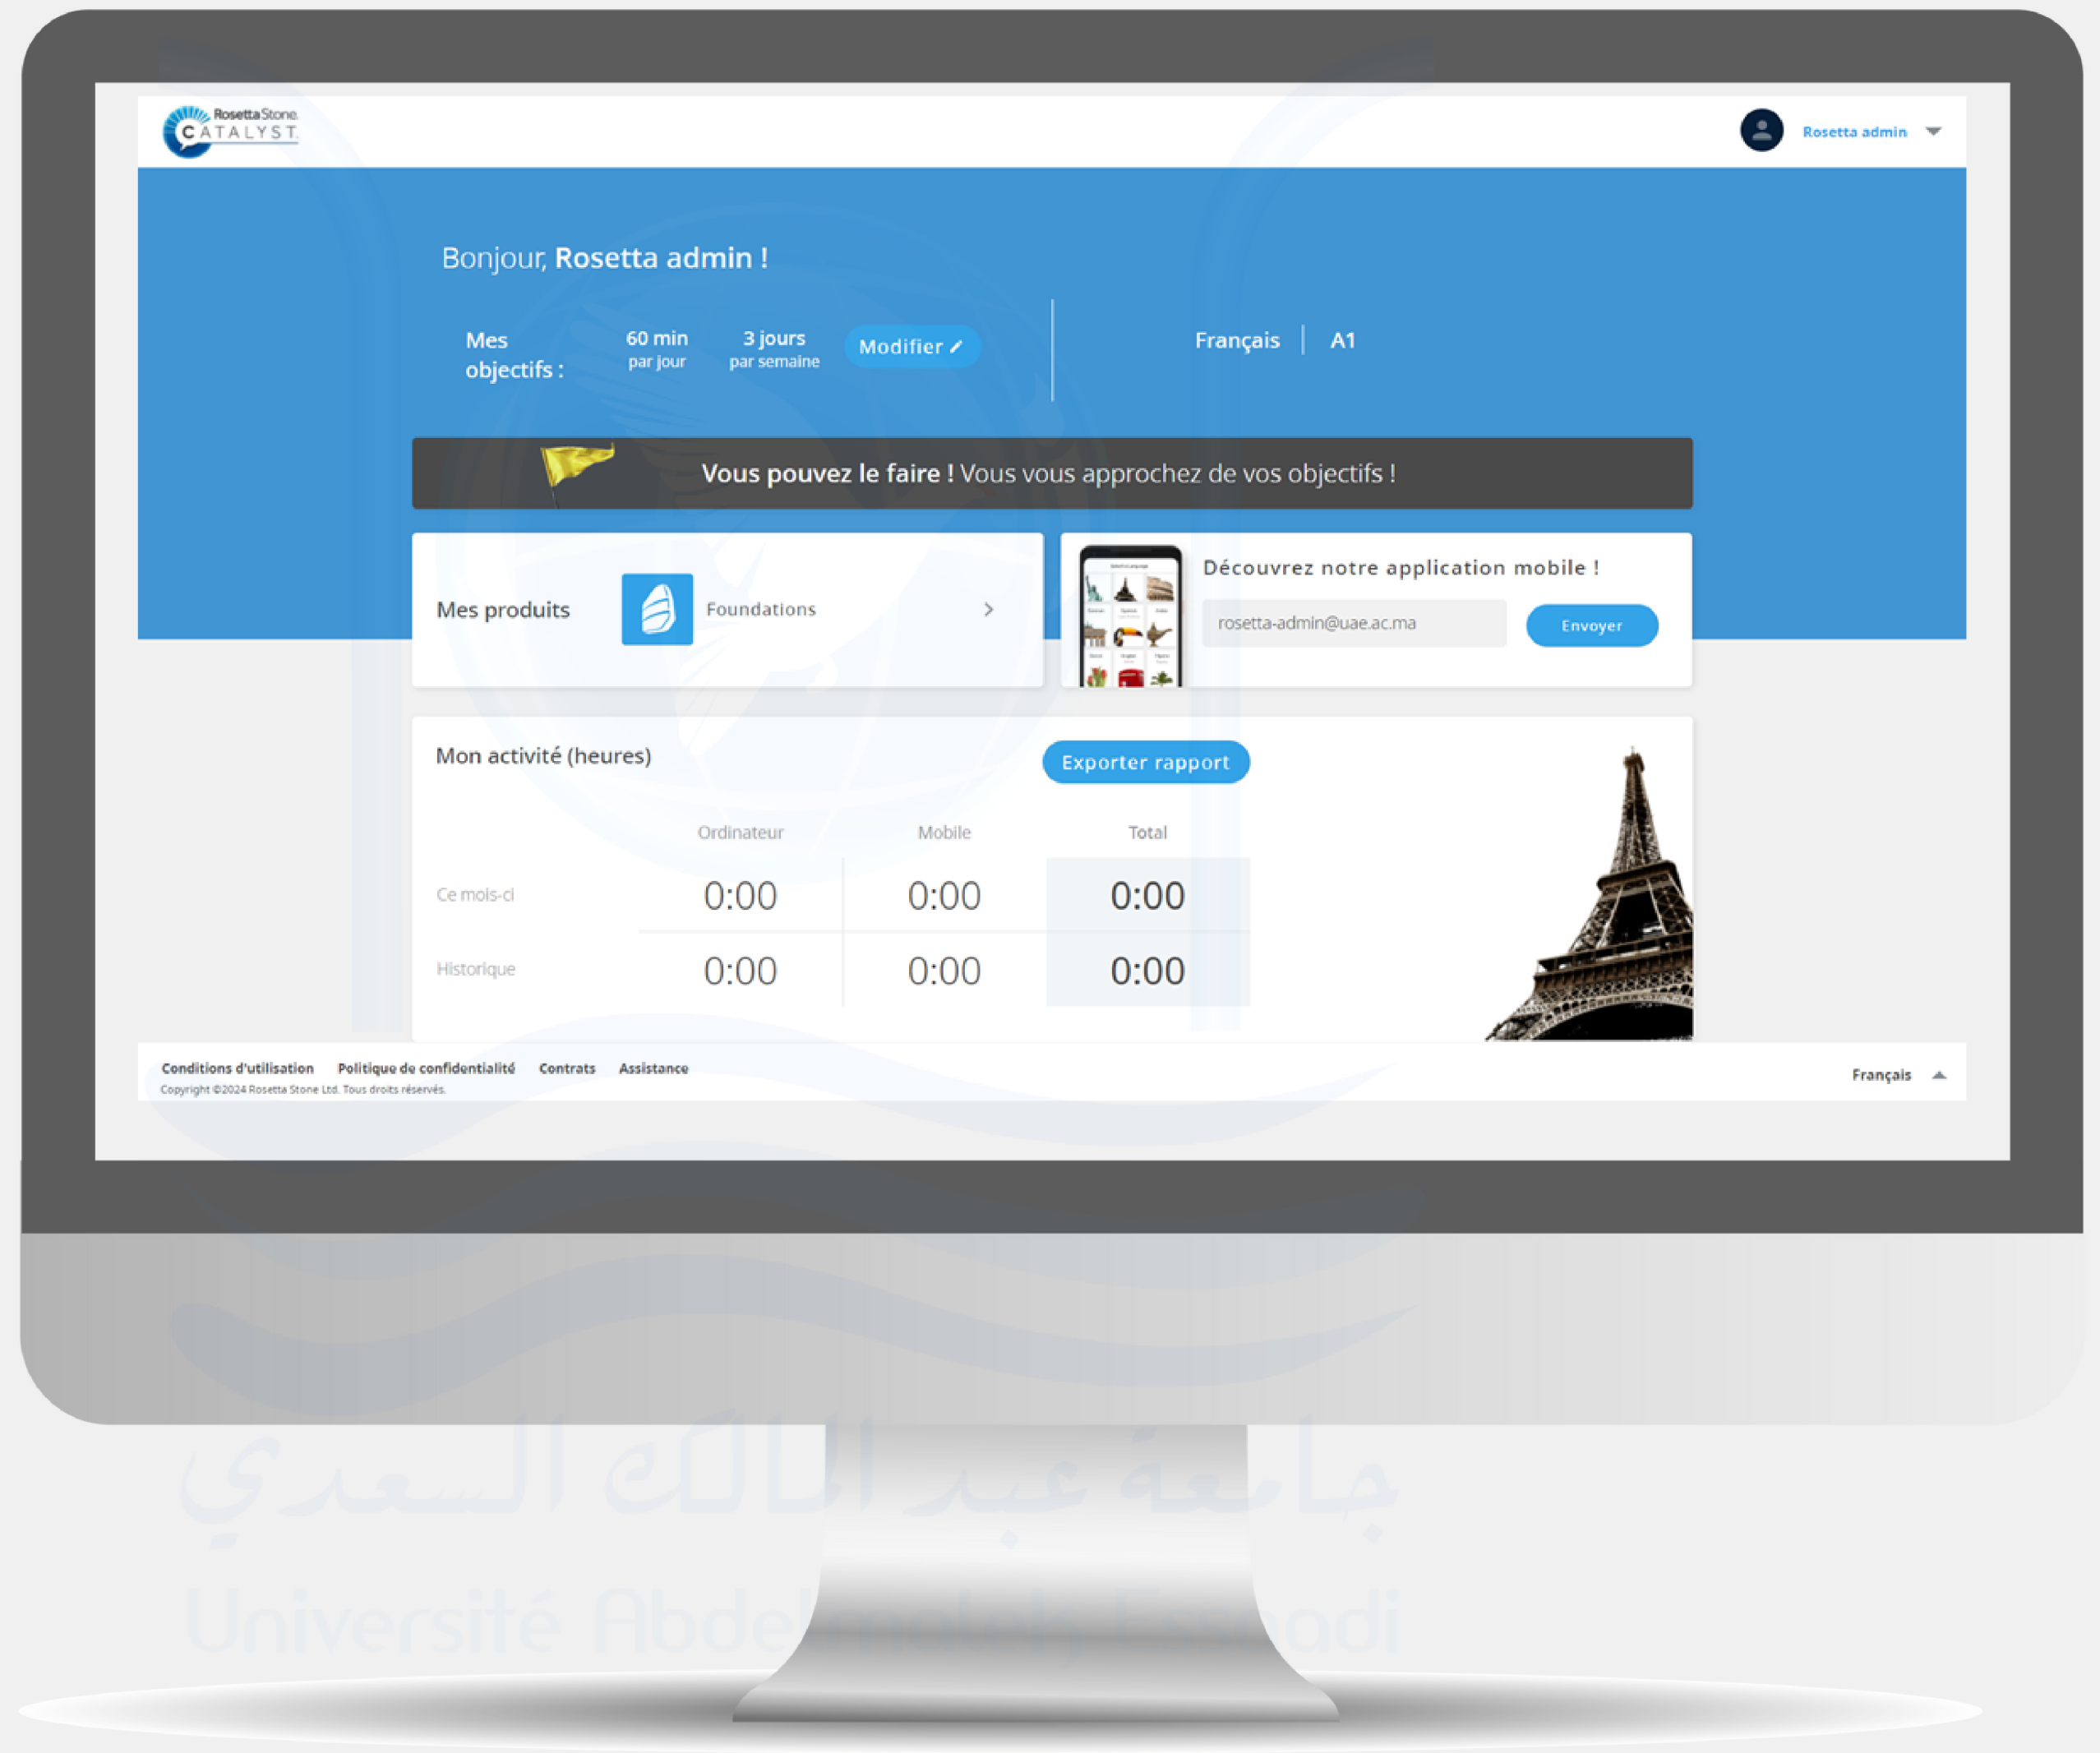 RosettaStone.
CATALYST.
Rosetta admin
Bonjour, Rosetta admin !
Mes
objectifs :
60 min
par jour
3 jours
par semaine
Modifier
Français
A1
Vous pouvez le faire ! Vous vous approchez de vos objectifs !
Mes produits
Foundations
Découvrez notre application mobile !
rosetta-admin@uae.ac.ma
Envoyer
Mon activité (heures)
Exporter rapport
Ordinateur
Mobile
Total
Ce mois-ci
0:00
0:00
0:00
Historique
0:00
0:00
0:00
Conditions d'utilisation
Politique de confidentialité
Contrats
Assistance
Copyright ©2024 Rosetta Stone Ltd. Tous droits réservés.
Français
جامعة عبد المالك السعدي
Université Abdelmalek Essaadi